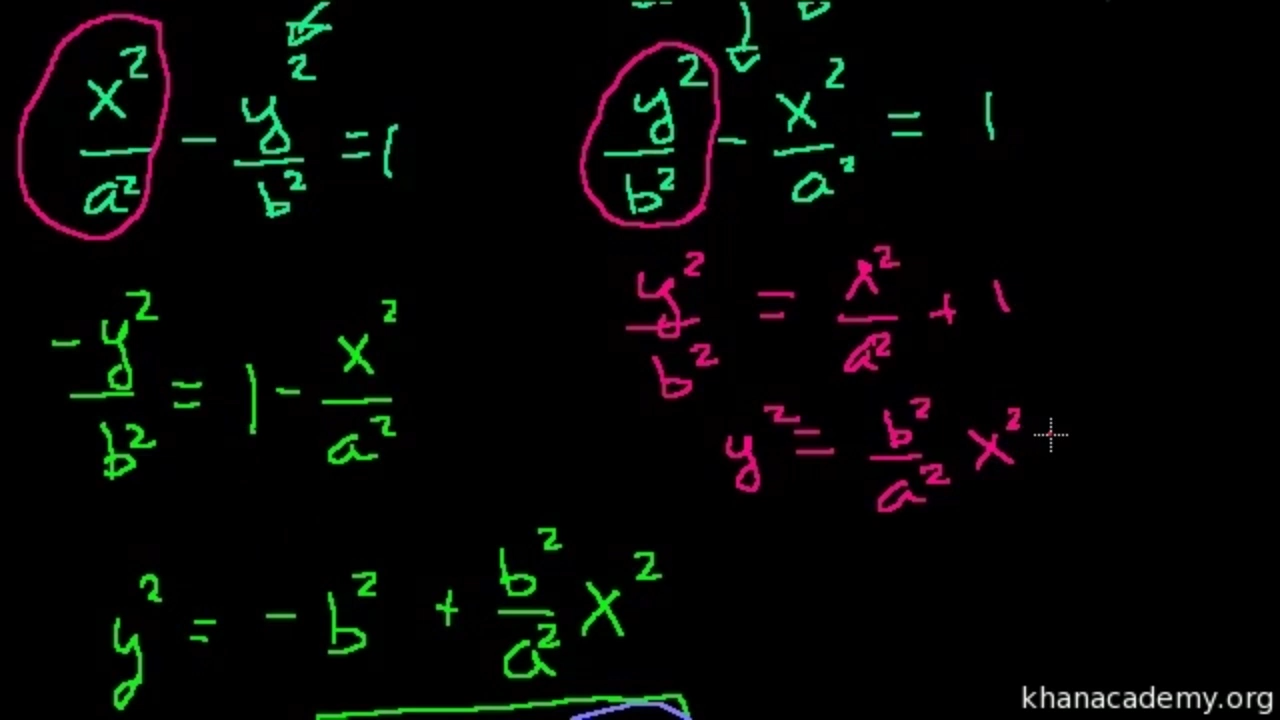 x²/a² - y²/b² = 1
-y²/b² = 1 - x²/a²
y² = -b² + b²/a² x²
y²/b² - x²/a² = 1
y²/b² = x²/a² + 1
y² = b²/a² x²
khanacademy.org